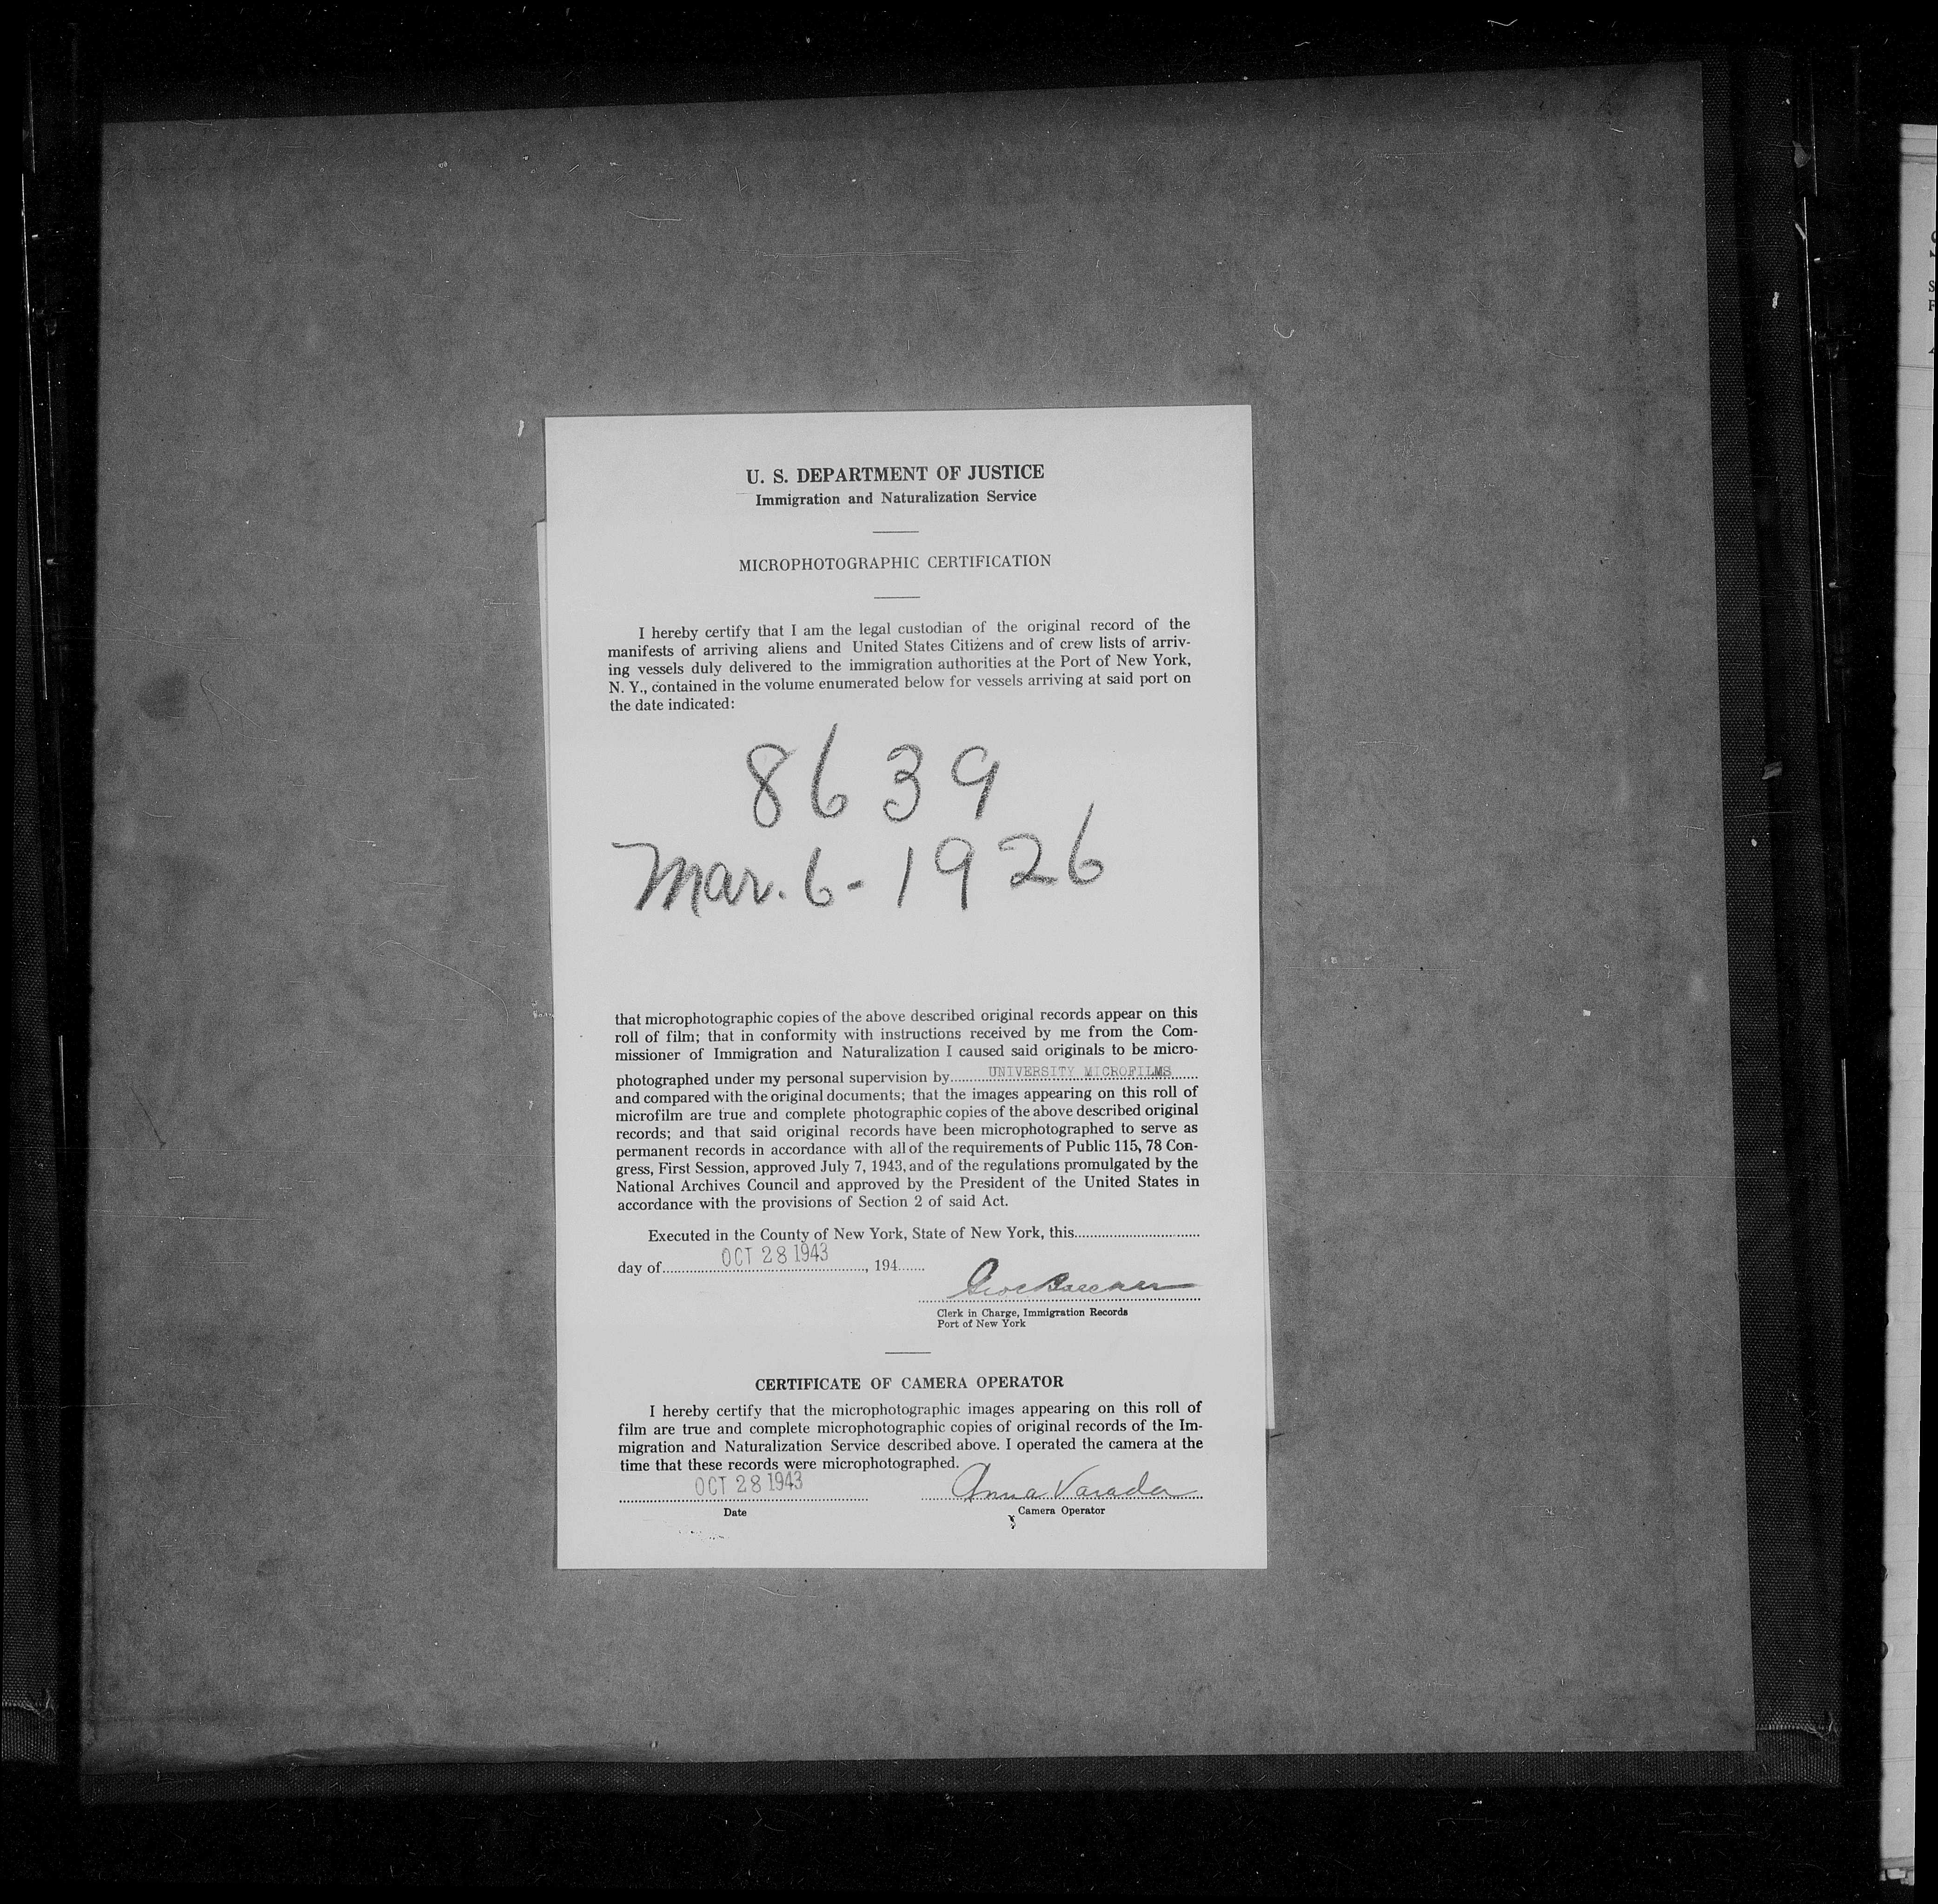 U. S. DEPARTMENT OF JUSTICE
Immigration and Naturalization Service
MICROPHOTOGRAPHIC CERTIFICATION
I hereby certify that I am the legal custodian of the original record of the
manifests of arriving aliens and United States Citizens and of crew lists of arriv-
ing vessels duly delivered to the immigration authorities at the Port of New York,
N. Y., contained in the volume enumerated below for vessels arriving at said port on
the date indicated:
8639
Mar. 6 - 1926
that microphotographic copies of the above described original records appear on this
roll of film; that in conformity with instructions received by me from the Com-
missioner of Immigration and Naturalization I caused said originals to be micro-
photographed under my personal supervision by UNIVERSITY MICROFILMS
and compared with the original documents; that the images appearing on this roll of
microfilm are true and complete photographic copies of the above described original
records; and that said original records have been microphotographed to serve as
permanent records in accordance with all of the requirements of Public 115, 78 Con-
gress, First Session, approved July 7, 1943, and of the regulations promulgated by the
National Archives Council and approved by the President of the United States in
accordance with the provisions of Section 2 of said Act.
Executed in the County of New York, State of New York, this
day of OCT 28 1943, 194
Clerk in Charge, Immigration Records
Port of New York
CERTIFICATE OF CAMERA OPERATOR
I hereby certify that the microphotographic images appearing on this roll of
film are true and complete microphotographic copies of original records of the Im-
migration and Naturalization Service described above. I operated the camera at the
time that these records were microphotographed.
OCT 28 1943 Anna Varada
Date Camera Operator